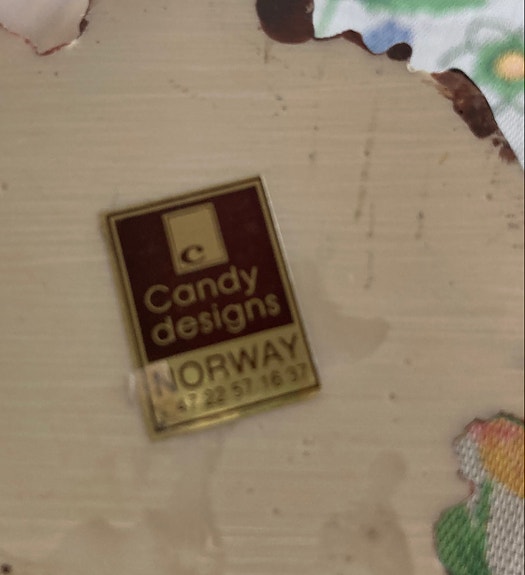 c
Candy
designs
NORWAY
47 22 57 16 37